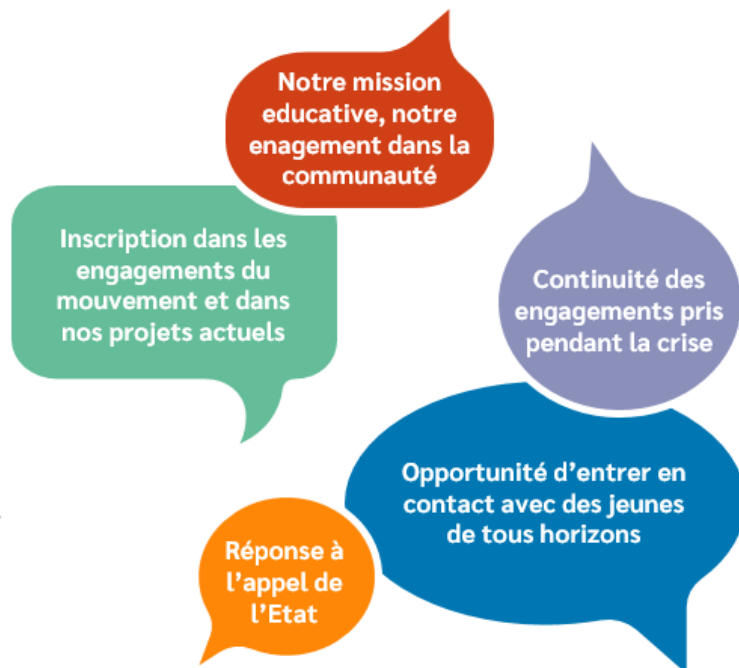 Notre mission
educative, notre
enagement dans la
communauté
Inscription dans les
engagements du
mouvement et dans
nos projets actuels
Continuité des
engagements pris
pendant la crise
Opportunité d’entrer en
contact avec des jeunes
de tous horizons
Réponse à
l’appel de
l’Etat